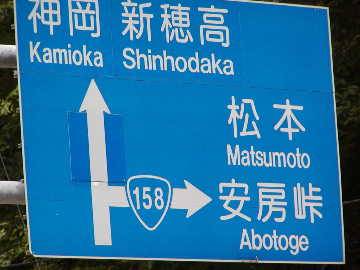 神岡 新穂高
Kamioka Shinhodaka
松本
Matsumoto
158
安房峠
Abotoge